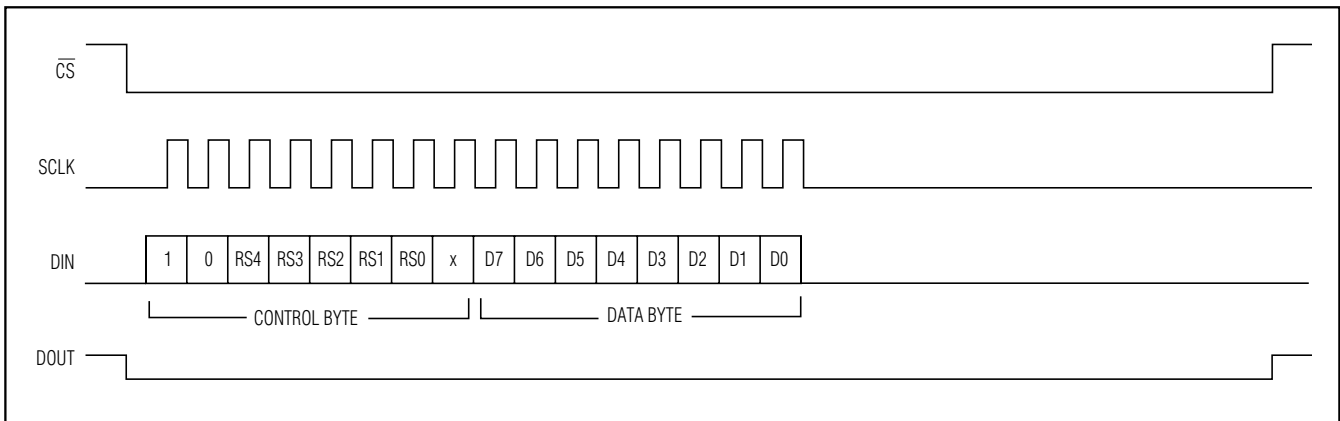 C̅S̅
SCLK
DIN 1 0 RS4 RS3 RS2 RS1 RS0 x D7 D6 D5 D4 D3 D2 D1 D0
CONTROL BYTE DATA BYTE
DOUT